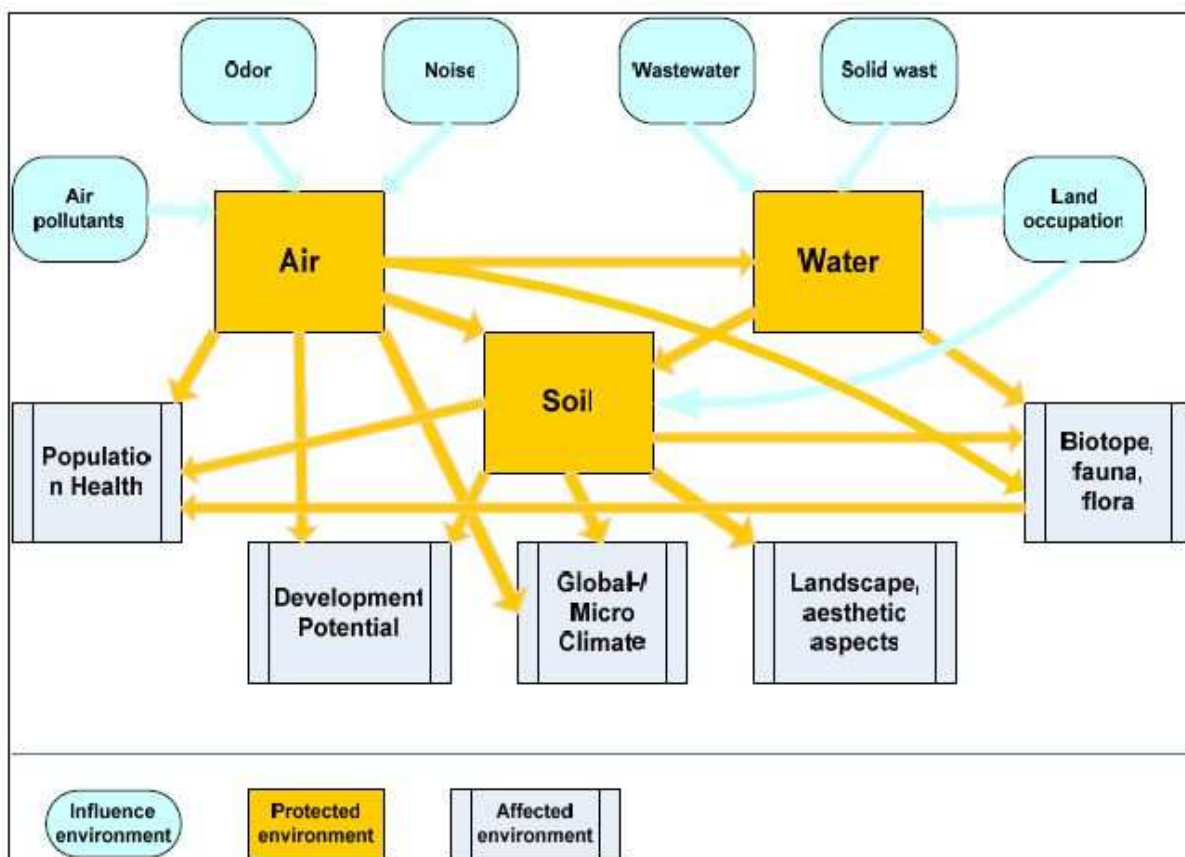 Odor
Noise
Wastewater
Solid wast
Air
pollutants
Land
occupation
Air
Water
Soil
Populatio
n Health
Biotope,
fauna,
flora
Development
Potential
Global-/
Micro
Climate
Landscape,
aesthetic
aspects
Influence
environment
Protected
environment
Affected
environment